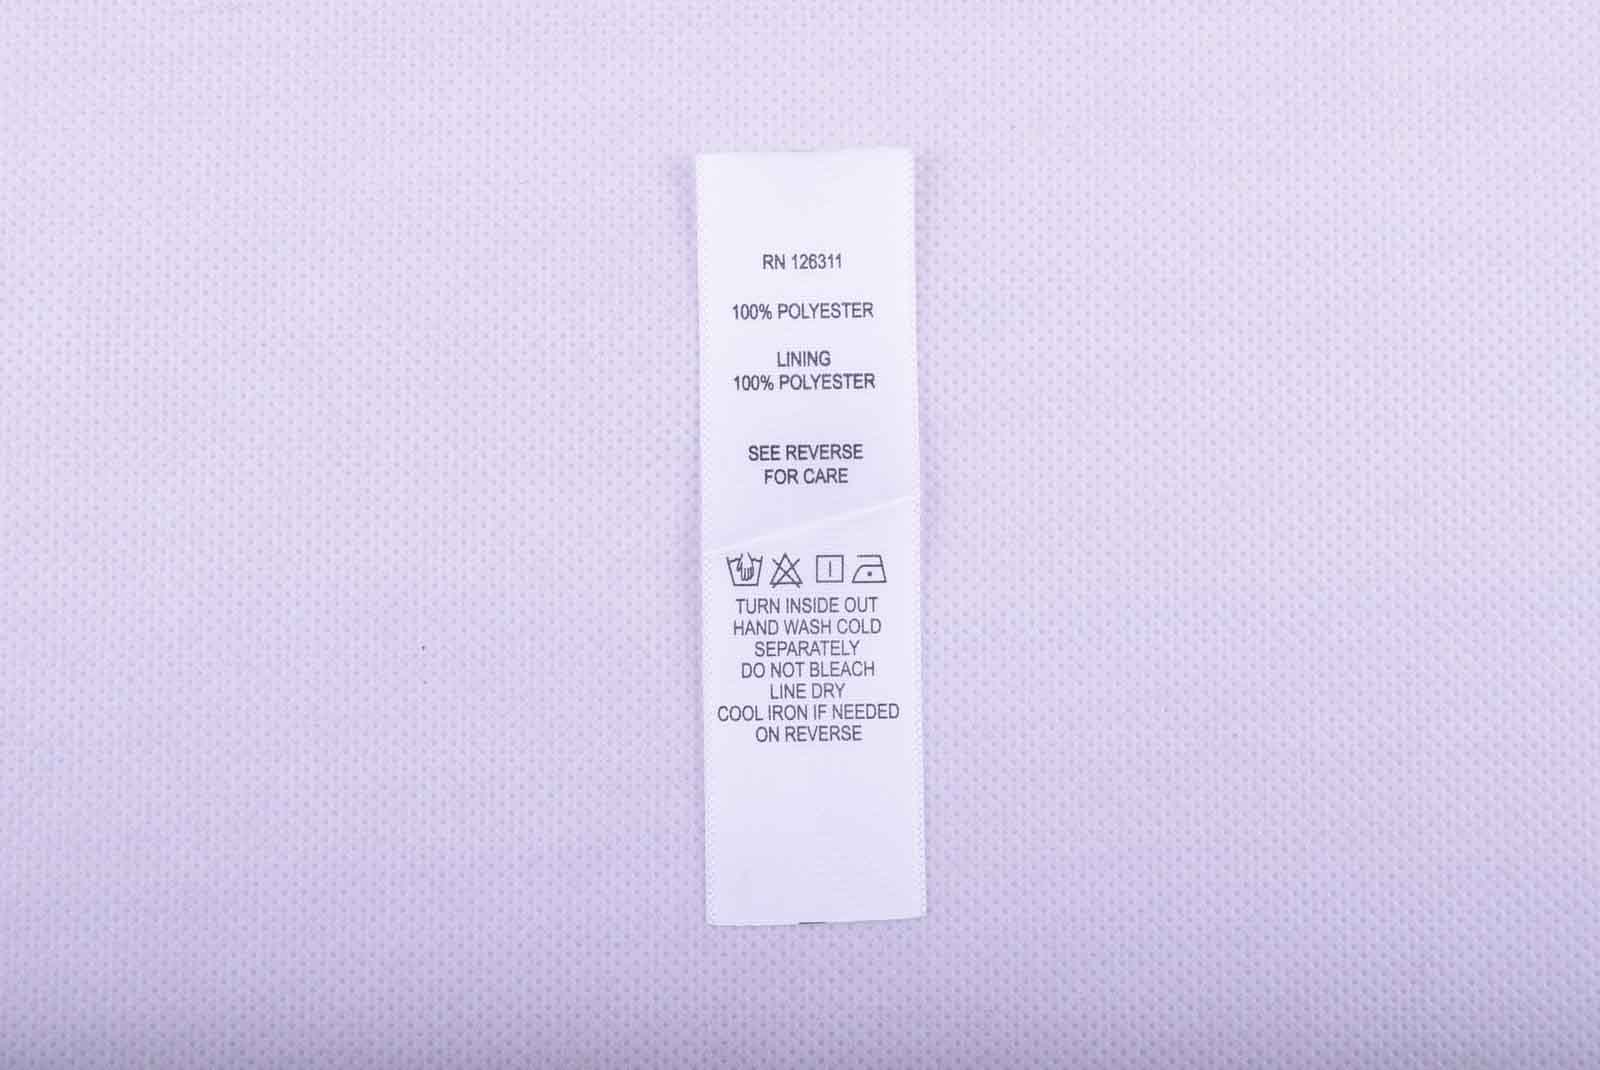 RN 126311
100% POLYESTER
LINING
100% POLYESTER
SEE REVERSE
FOR CARE
TURN INSIDE OUT
HAND WASH COLD
SEPARATELY
DO NOT BLEACH
LINE DRY
COOL IRON IF NEEDED
ON REVERSE